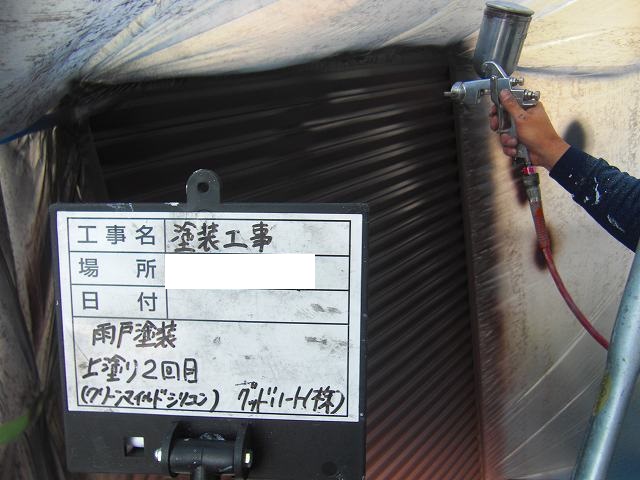 工事名 塗装工事
場所
日付
雨戸塗装
上塗り2回目
(クリーンマイルドシリコン) グッドハート(株)